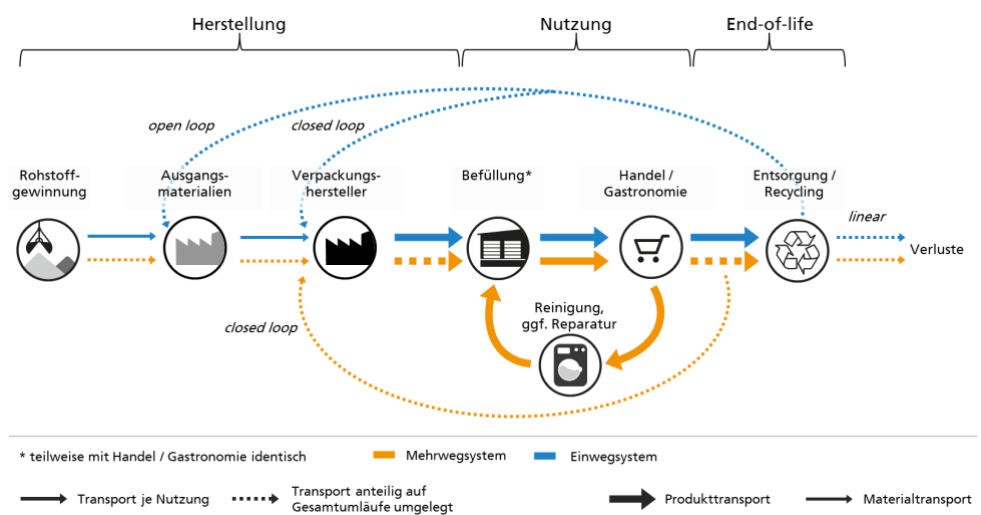 Herstellung
Nutzung
End-of-life
open loop
closed loop
Rohstoff-
gewinnung
Ausgangs-
materialien
Verpackungs-
hersteller
Befüllung*
Handel /
Gastronomie
Entsorgung /
Recycling
linear
Verluste
closed loop
Reinigung,
ggf. Reparatur
* teilweise mit Handel / Gastronomie identisch
Mehrwegsystem
Einwegsystem
Transport je Nutzung
Transport anteilig auf
Gesamtumläufe umgelegt
Produkttransport
Materialtransport